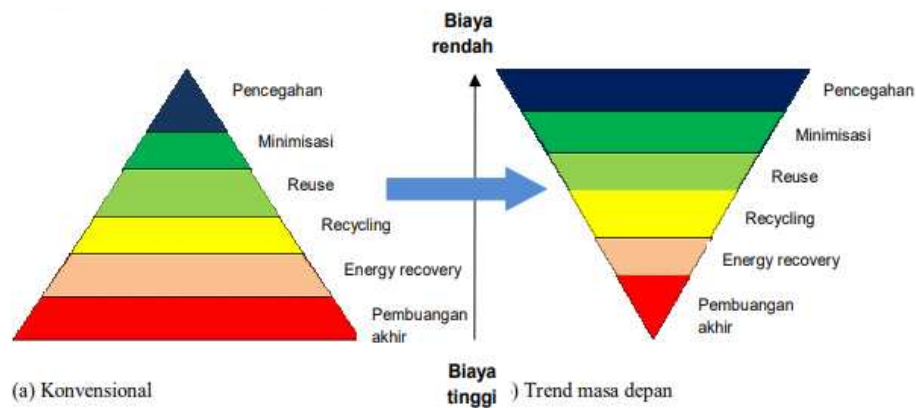 Biaya
rendah
Pencegahan
Minimisasi
Reuse
Recycling
Energy recovery
Pembuangan
akhir
Pencegahan
Minimisasi
Reuse
Recycling
Energy recovery
Pembuangan
akhir
Biaya
tinggi
(a) Konvensional
) Trend masa depan